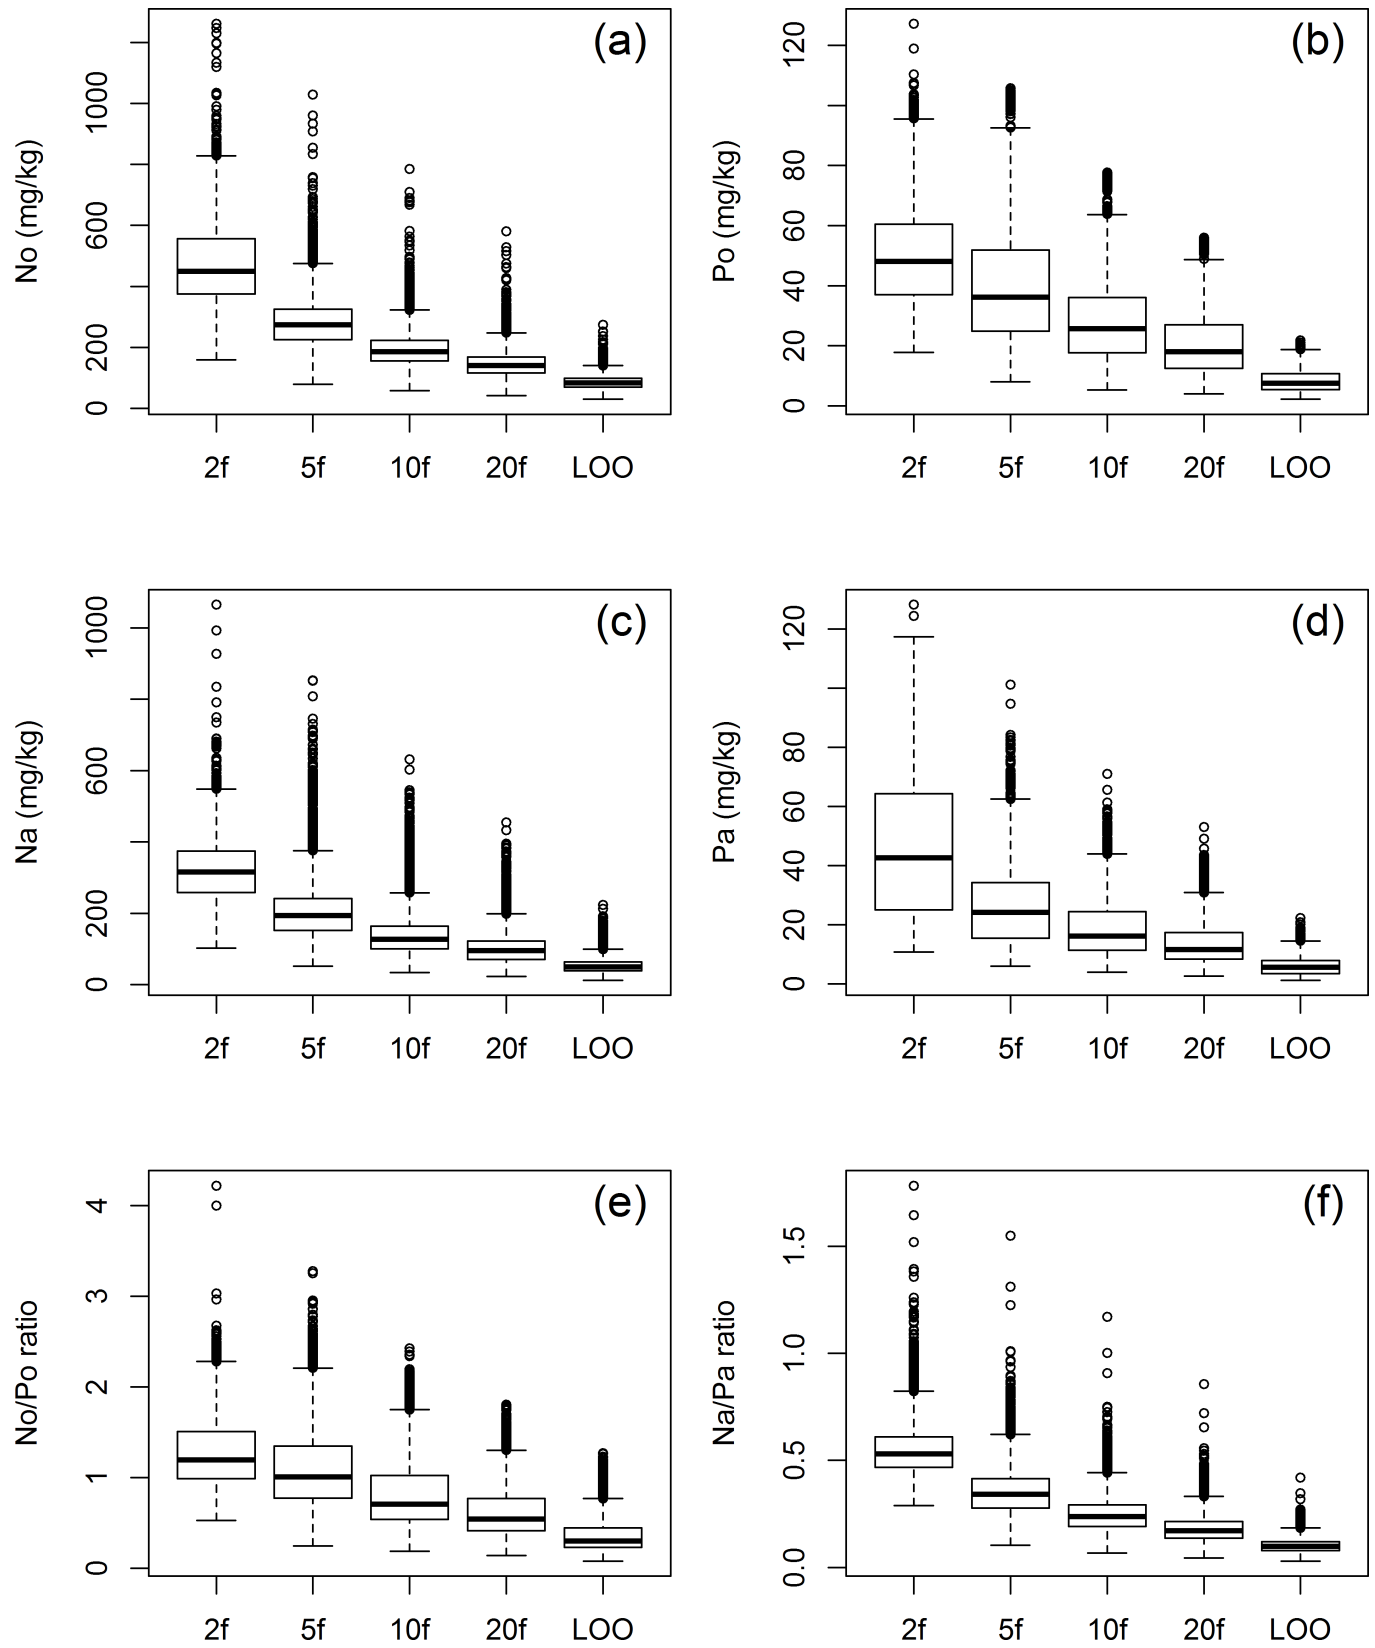 (a)
No (mg/kg)
0 200 600 1000
2f 5f 10f 20f LOO
(b)
Po (mg/kg)
0 20 40 60 80 120
2f 5f 10f 20f LOO
(c)
Na (mg/kg)
0 200 600 1000
2f 5f 10f 20f LOO
(d)
Pa (mg/kg)
0 20 40 60 80 120
2f 5f 10f 20f LOO
(e)
No/Po ratio
0 1 2 3 4
2f 5f 10f 20f LOO
(f)
Na/Pa ratio
0.0 0.5 1.0 1.5
2f 5f 10f 20f LOO